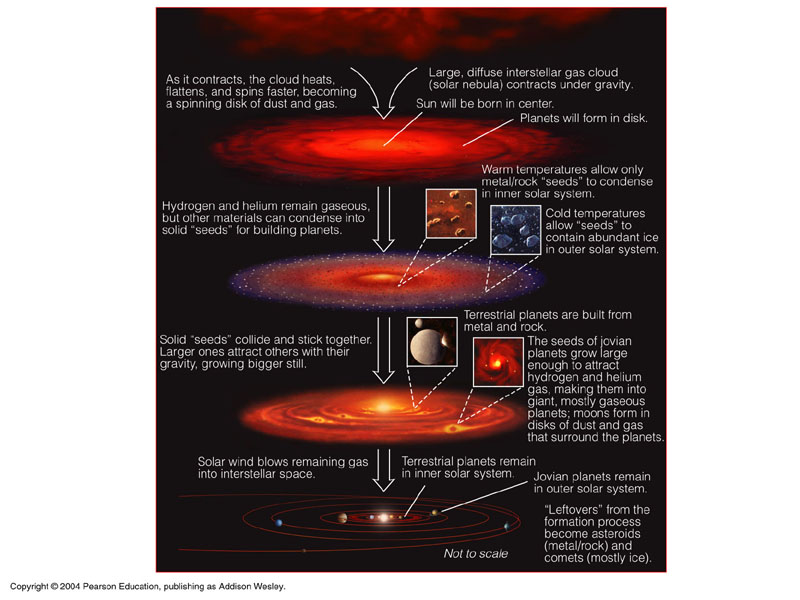 As it contracts, the cloud heats,
flattens, and spins faster, becoming
a spinning disk of dust and gas.
Large, diffuse interstellar gas cloud
(solar nebula) contracts under gravity.
Sun will be born in center.
Planets will form in disk.
Warm temperatures allow only
metal/rock “seeds” to condense
in inner solar system.
Hydrogen and helium remain gaseous,
but other materials can condense into
solid “seeds” for building planets.
Cold temperatures
allow “seeds” to
contain abundant ice
in outer solar system.
Terrestrial planets are built from
metal and rock.
Solid “seeds” collide and stick together.
Larger ones attract others with their
gravity, growing bigger still.
The seeds of jovian
planets grow large
enough to attract
hydrogen and helium
gas, making them into
giant, mostly gaseous
planets; moons form in
disks of dust and gas
that surround the planets.
Solar wind blows remaining gas
into interstellar space.
Terrestrial planets remain
in inner solar system.
Jovian planets remain
in outer solar system.
“Leftovers” from the
formation process
become asteroids
(metal/rock) and
comets (mostly ice).
Not to scale
Copyright © 2004 Pearson Education, publishing as Addison Wesley.